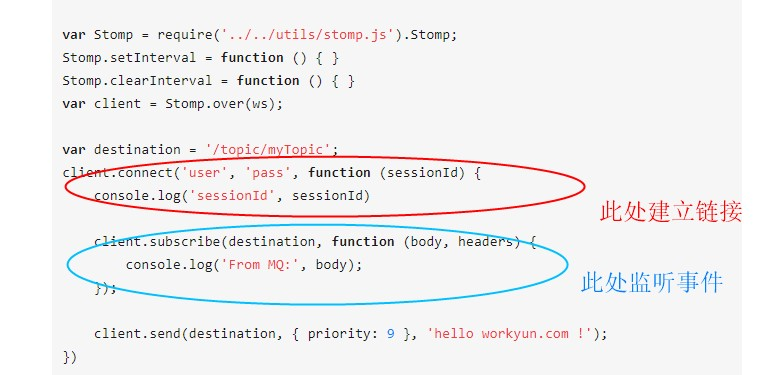 var Stomp = require('../../utils/stomp.js').Stomp;
Stomp.setInterval = function () { }
Stomp.clearInterval = function () { }
var client = Stomp.over(ws);
var destination = '/topic/myTopic';
client.connect('user', 'pass', function (sessionId) {
console.log('sessionId', sessionId)
此处建立链接
client.subscribe(destination, function (body, headers) {
console.log('From MQ:', body);
此处监听事件
});
client.send(destination, { priority: 9 }, 'hello workyun.com !');
})